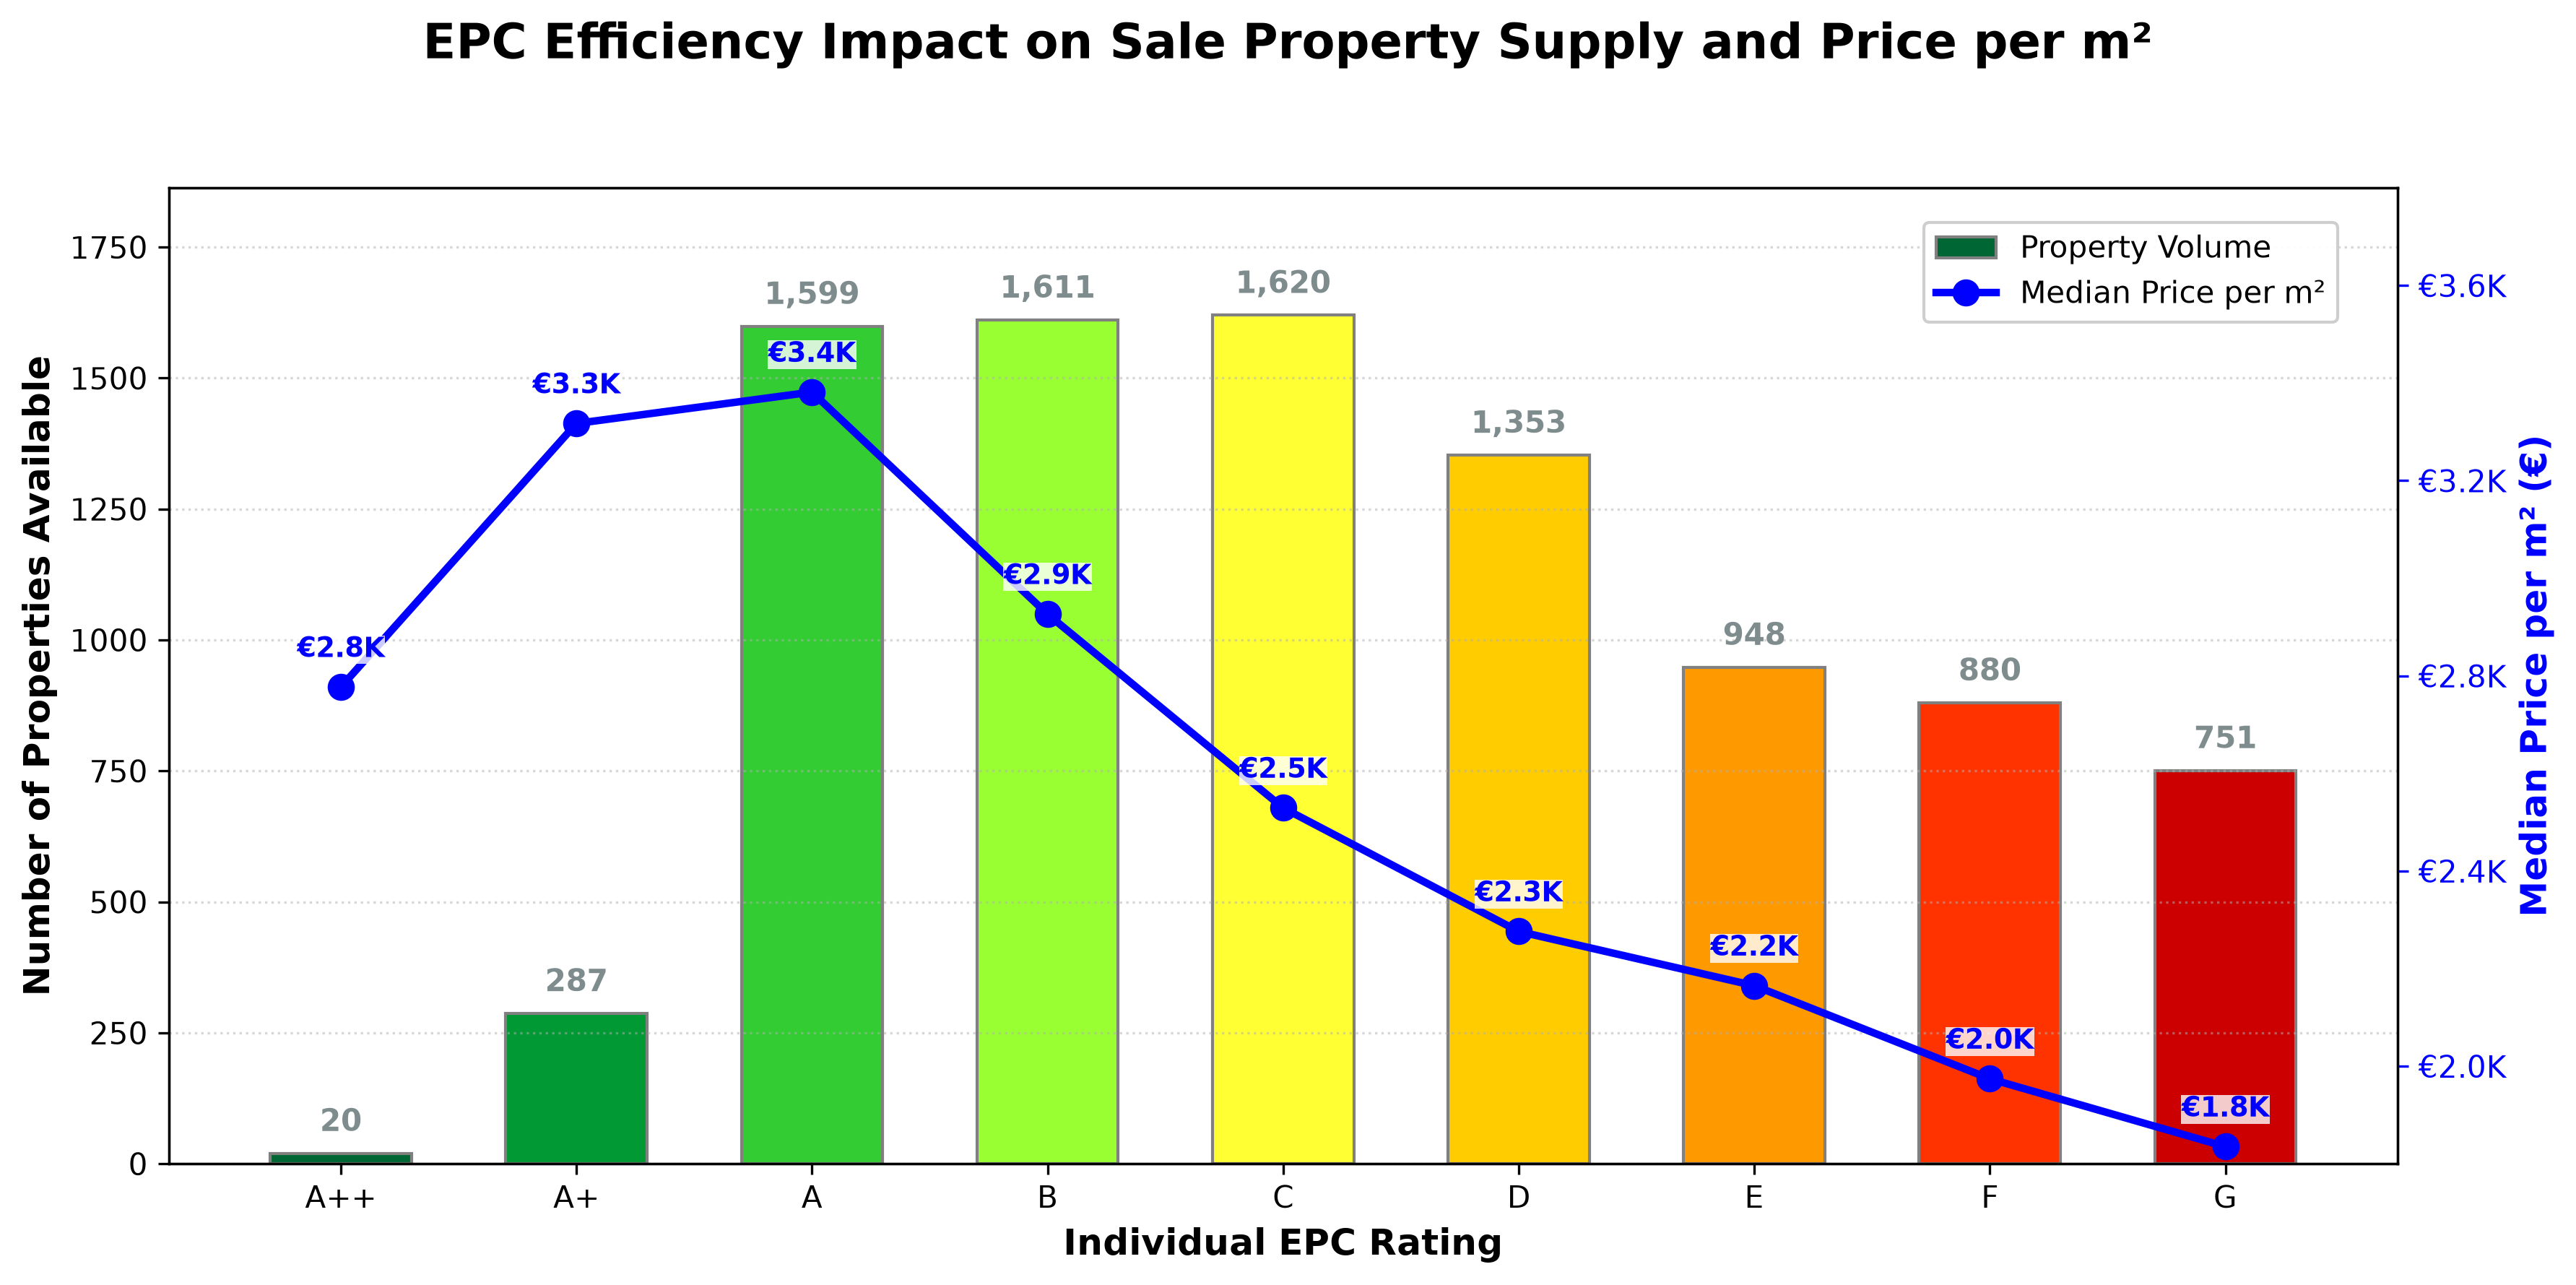 EPC Efficiency Impact on Sale Property Supply and Price per m²
Number of Properties Available
1750
1500
1250
1000
750
500
250
0
Property Volume
Median Price per m²
20
287
1,599
1,611
1,620
1,353
948
880
751
€2.8K
€3.3K
€3.4K
€2.9K
€2.5K
€2.3K
€2.2K
€2.0K
€1.8K
€3.6K
€3.2K
€2.8K
€2.4K
€2.0K
Median Price per m² (€)
A++
A+
A
B
C
D
E
F
G
Individual EPC Rating